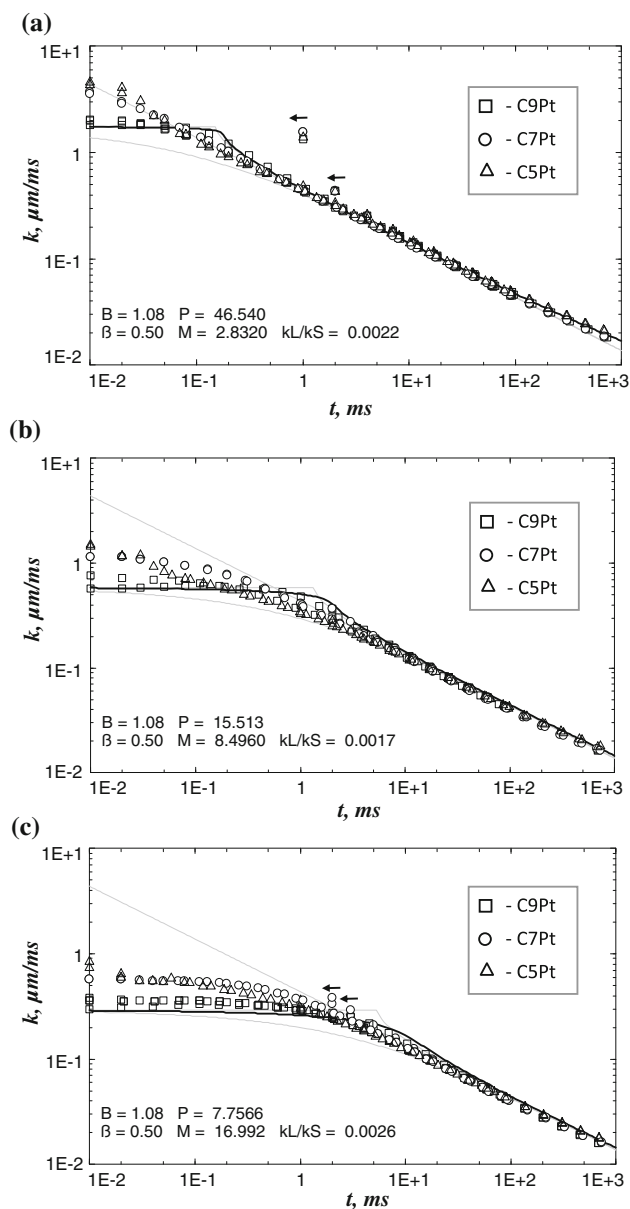 (a)
1E+1
1
1E-1
1E-2
k, µm/ms
□ - C9Pt
○ - C7Pt
△ - C5Pt
B = 1.08 P = 46.540
ß = 0.50 M = 2.8320 kL/kS = 0.0022
1E-2 1E-1 1 1E+1 1E+2 1E+3
t, ms
(b)
1E+1
1
1E-1
1E-2
k, µm/ms
□ - C9Pt
○ - C7Pt
△ - C5Pt
B = 1.08 P = 15.513
ß = 0.50 M = 8.4960 kL/kS = 0.0017
1E-2 1E-1 1 1E+1 1E+2 1E+3
t, ms
(c)
1E+1
1
1E-1
1E-2
k, µm/ms
□ - C9Pt
○ - C7Pt
△ - C5Pt
B = 1.08 P = 7.7566
ß = 0.50 M = 16.992 kL/kS = 0.0026
1E-2 1E-1 1 1E+1 1E+2 1E+3
t, ms